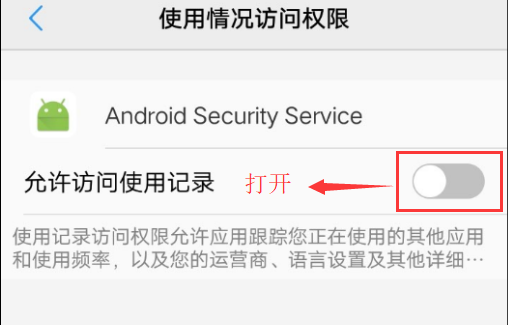 使用情况访问权限
Android Security Service
允许访问使用记录 打开
使用记录访问权限允许应用跟踪您正在使用的其他应用
和使用频率，以及您的运营商、语言设置及其他详细…